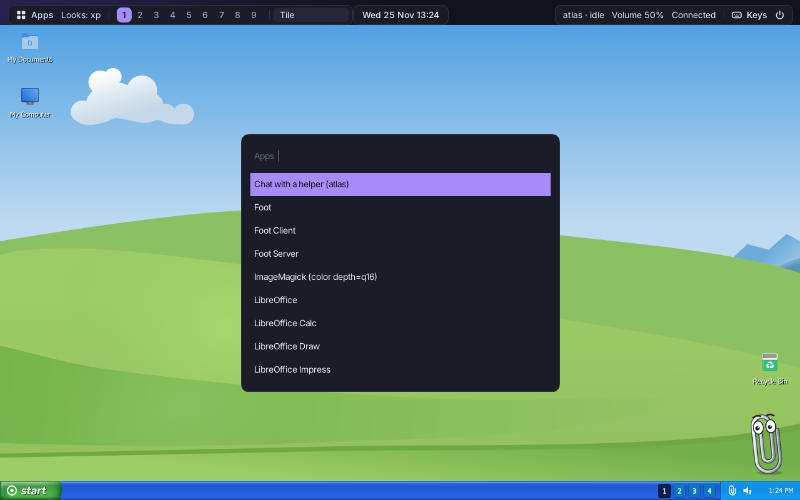 Apps Looks: xp 1 2 3 4 5 6 7 8 9 Tile Wed 25 Nov 13:24 atlas · idle Volume 50% Connected Keys
My Documents
My Computer
Apps
Chat with a helper (atlas)
Foot
Foot Client
Foot Server
ImageMagick (color depth=q16)
LibreOffice
LibreOffice Calc
LibreOffice Draw
LibreOffice Impress
Recycle Bin
start 1 2 3 4 1:24 PM